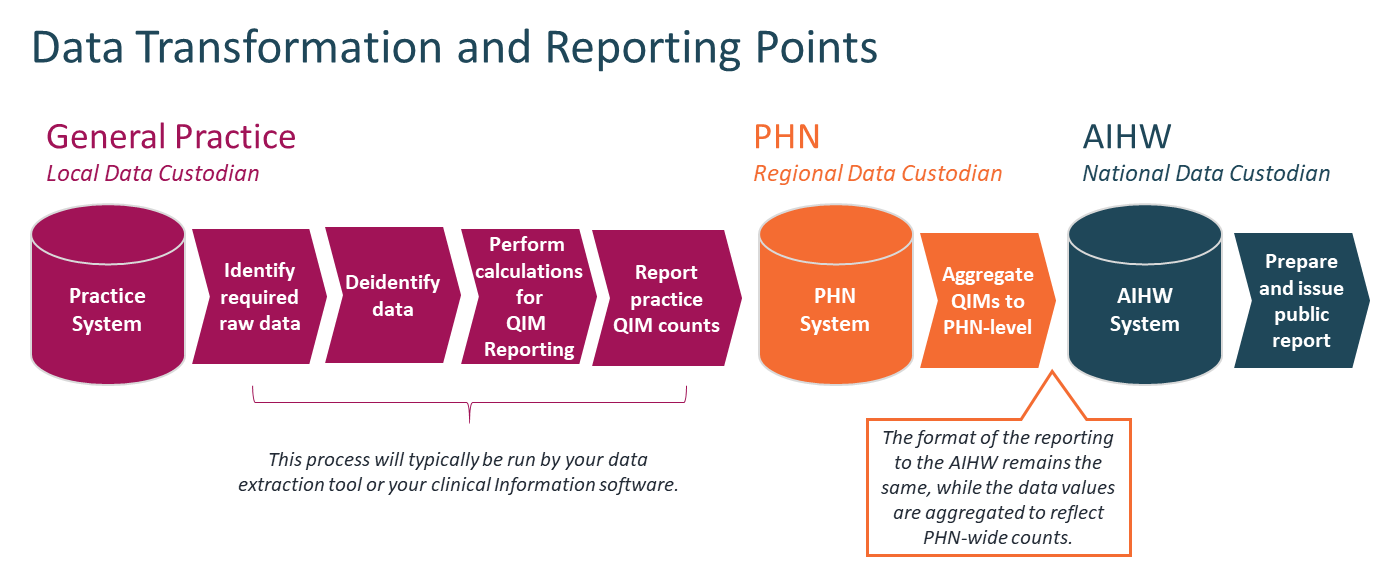 Data Transformation and Reporting Points
General Practice
Local Data Custodian
PHN
Regional Data Custodian
AIHW
National Data Custodian
Practice
System
Identify
required
raw data
Deidentify
data
Perform
calculations
for
QIM
Reporting
Report
practice
QIM counts
PHN
System
Aggregate
QIMs to
PHN-level
AIHW
System
Prepare
and issue
public
report
This process will typically be run by your data
extraction tool or your clinical Information software.
The format of the reporting
to the AIHW remains the
same, while the data values
are aggregated to reflect
PHN-wide counts.